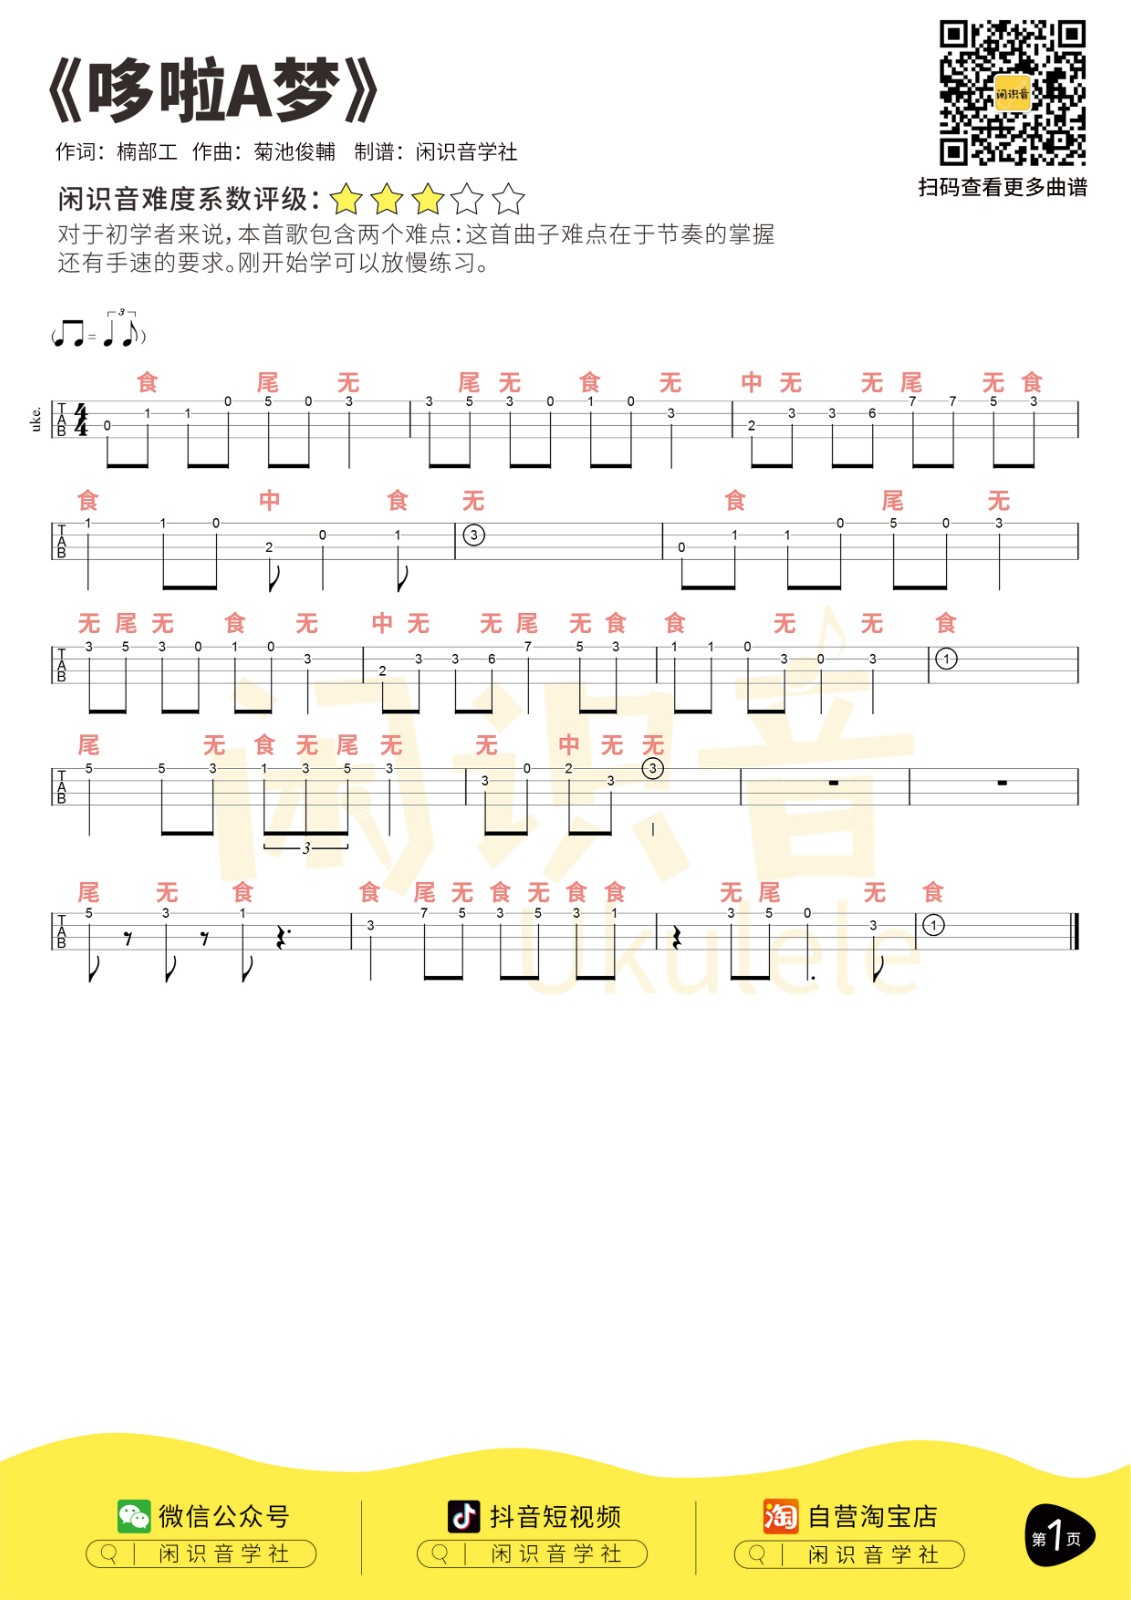 《哆啦A梦》
作词：楠部工 作曲：菊池俊輔 制谱：闲识音学社
闲识音
扫码查看更多曲谱
闲识音难度系数评级：
对于初学者来说，本首歌包含两个难点：这首曲子难点在于节奏的掌握
还有手速的要求。刚开始学可以放慢练习。
( = 3 )
食 尾 无 尾 无 食 无 中 无 无 尾 无 食
uke. T A B 4 4 0 1 1 0 5 0 3 3 5 3 0 1 0 3 2 3 3 6 7 7 5 3
食 中 食 无 食 尾 无
T A B 1 1 0 2 0 1 3 0 1 1 0 5 0 3
无 尾 无 食 无 中 无 无 尾 无 食 食 无 无 食
T A B 3 5 3 0 1 0 3 2 3 3 6 7 5 3 1 1 0 3 0 3 1
尾 无 食 无 尾 无 无 中 无 无
T A B 5 5 3 1 3 5 3 3 0 2 3 3
3
尾 无 食 食 尾 无 食 无 食 食 无 尾 无 食
T A B 5 3 1 3 7 5 3 5 3 1 3 5 0 3 1
闲识音
Ukulele
微信公众号 抖音短视频 淘 自营淘宝店
闲识音学社 闲识音学社 闲识音学社
第1页